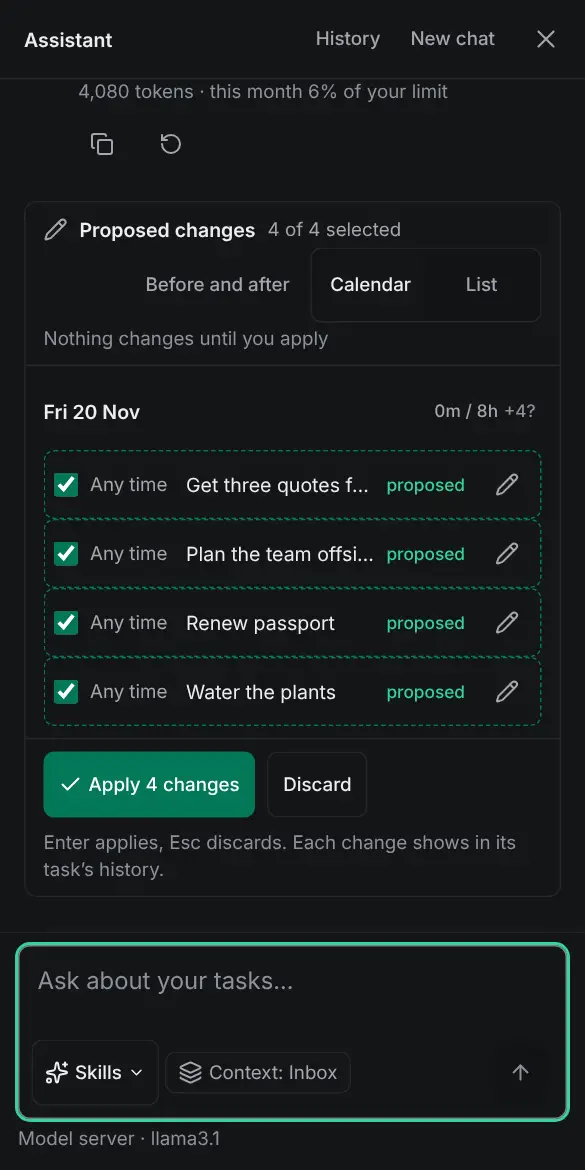 Assistant History New chat
4,080 tokens · this month 6% of your limit
Proposed changes 4 of 4 selected
Before and after Calendar List
Nothing changes until you apply
Fri 20 Nov 0m / 8h +4?
Any time Get three quotes f... proposed
Any time Plan the team offsi... proposed
Any time Renew passport proposed
Any time Water the plants proposed
Apply 4 changes Discard
Enter applies, Esc discards. Each change shows in its
task’s history.
Ask about your tasks...
Skills Context: Inbox
Model server · llama3.1